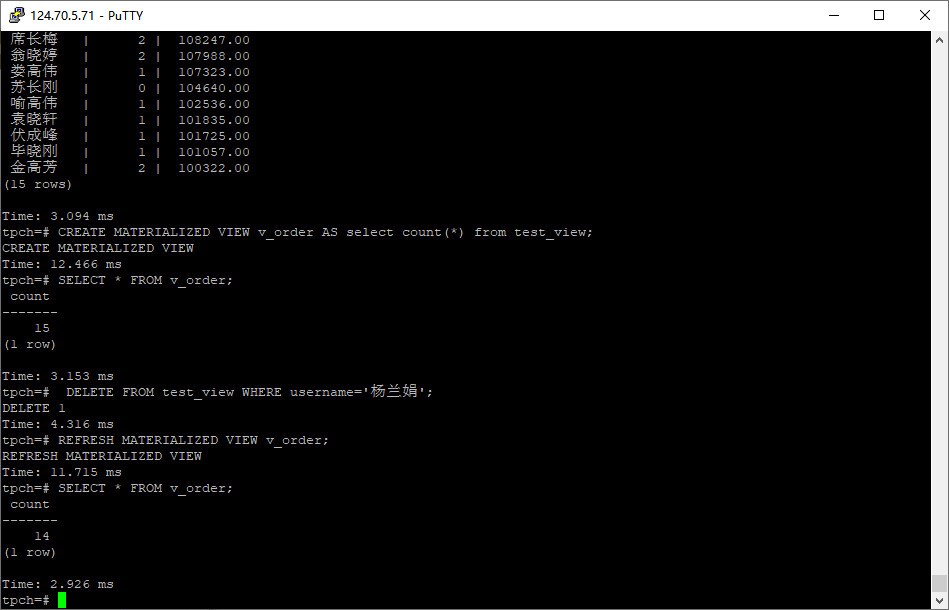 124.70.5.71 - PuTTY
席长梅 | 2 | 108247.00
翁晓婷 | 2 | 107988.00
娄高伟 | 1 | 107323.00
苏长刚 | 0 | 104640.00
喻高伟 | 1 | 102536.00
袁晓轩 | 1 | 101835.00
伏成峰 | 1 | 101725.00
毕晓刚 | 1 | 101057.00
金高芳 | 2 | 100322.00
(15 rows)
Time: 3.094 ms
tpch=# CREATE MATERIALIZED VIEW v_order AS select count(*) from test_view;
CREATE MATERIALIZED VIEW
Time: 12.466 ms
tpch=# SELECT * FROM v_order;
count
-------
15
(1 row)
Time: 3.153 ms
tpch=#  DELETE FROM test_view WHERE username='杨兰娟';
DELETE 1
Time: 4.316 ms
tpch=# REFRESH MATERIALIZED VIEW v_order;
REFRESH MATERIALIZED VIEW
Time: 11.715 ms
tpch=# SELECT * FROM v_order;
count
-------
14
(1 row)
Time: 2.926 ms
tpch=#